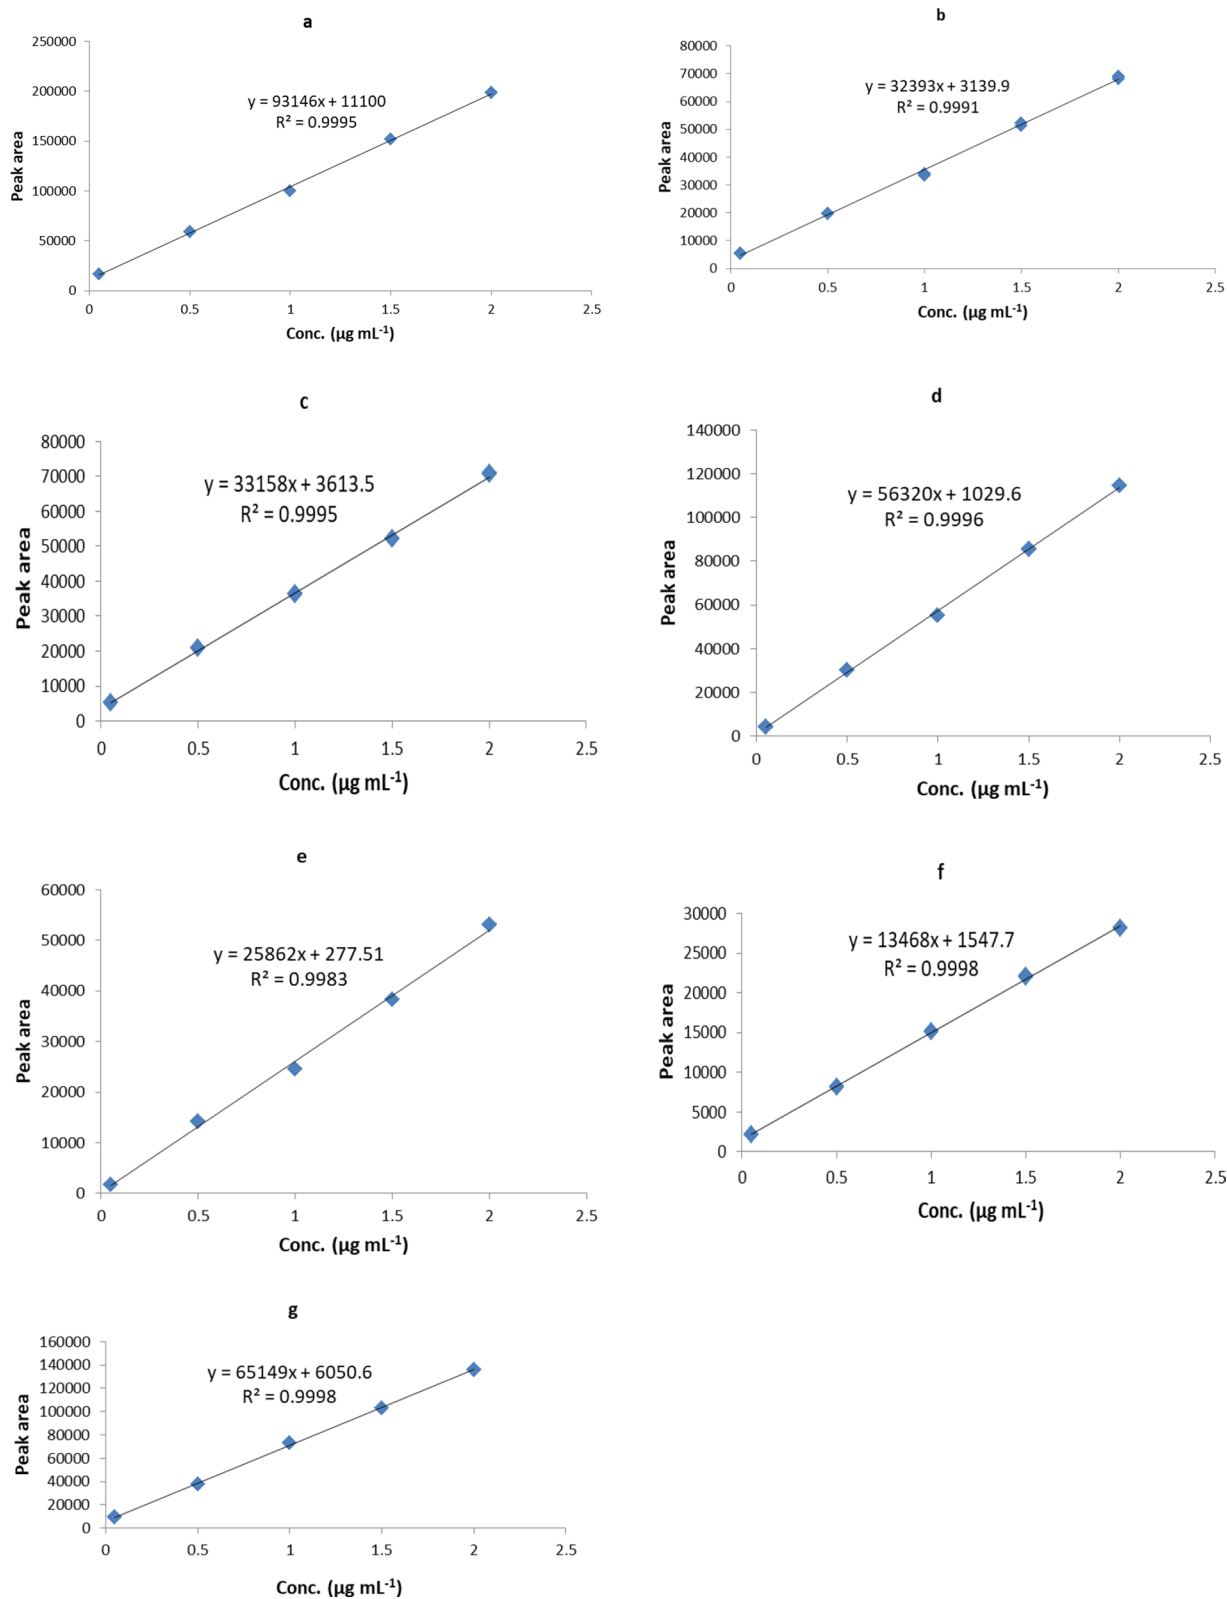 a
250000
200000
150000
100000
50000
0
y = 93146x + 11100
R² = 0.9995
Peak area
0 0.5 1 1.5 2 2.5
Conc. (µg mL⁻¹)
b
80000
70000
60000
50000
40000
30000
20000
10000
0
y = 32393x + 3139.9
R² = 0.9991
Peak area
0 0.5 1 1.5 2 2.5
Conc. (µg mL⁻¹)
c
80000
70000
60000
50000
40000
30000
20000
10000
0
y = 33158x + 3613.5
R² = 0.9995
Peak area
0 0.5 1 1.5 2 2.5
Conc. (µg mL⁻¹)
d
140000
120000
100000
80000
60000
40000
20000
0
y = 56320x + 1029.6
R² = 0.9996
Peak area
0 0.5 1 1.5 2 2.5
Conc. (µg mL⁻¹)
e
60000
50000
40000
30000
20000
10000
0
y = 25862x + 277.51
R² = 0.9983
Peak area
0 0.5 1 1.5 2 2.5
Conc. (µg mL⁻¹)
f
30000
25000
20000
15000
10000
5000
0
y = 13468x + 1547.7
R² = 0.9998
Peak area
0 0.5 1 1.5 2 2.5
Conc. (µg mL⁻¹)
g
160000
140000
120000
100000
80000
60000
40000
20000
0
y = 65149x + 6050.6
R² = 0.9998
Peak area
0 0.5 1 1.5 2 2.5
Conc. (µg mL⁻¹)